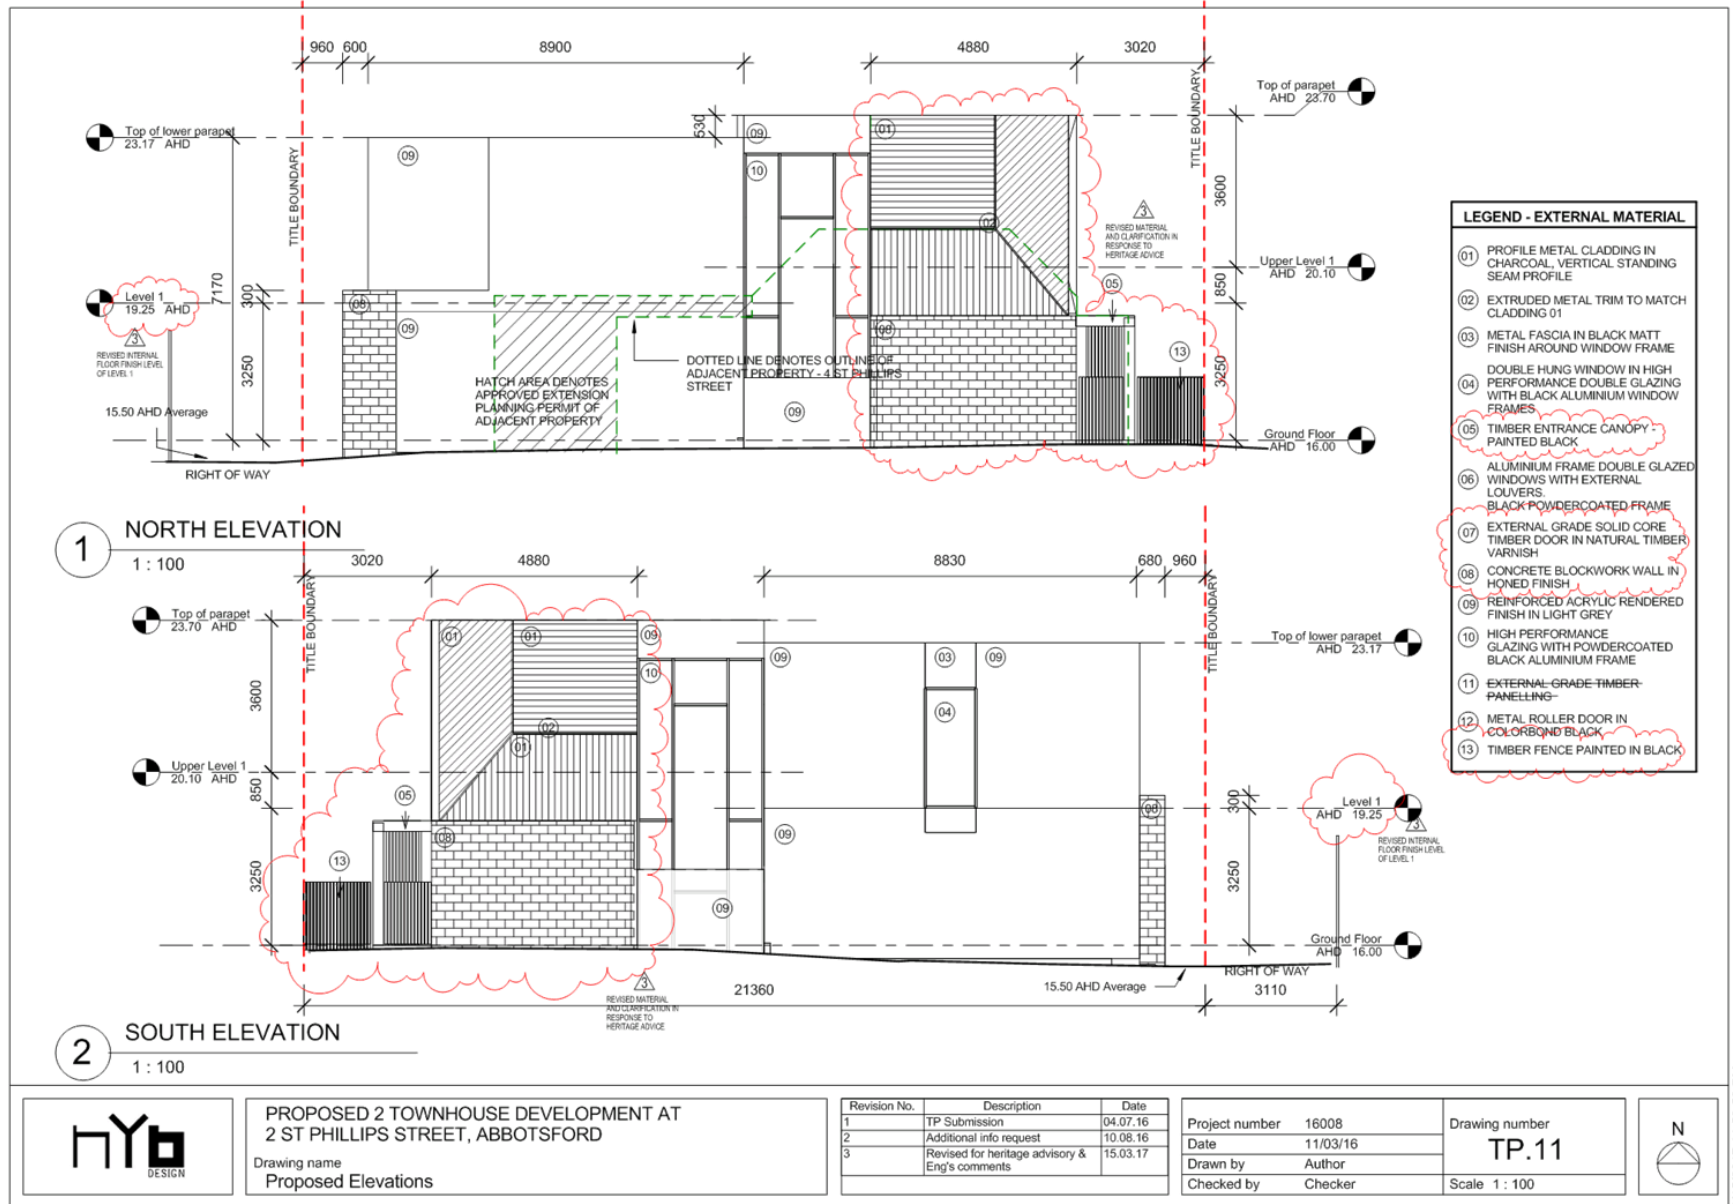 960 600 8900 4880 3020
Top of parapet
AHD 23.70
Top of lower parapet
23.17 AHD
TITLE BOUNDARY
TITLE BOUNDARY
530
09
09
10
01
02
3600
3
REVISED MATERIAL
AND CLARIFICATION IN
RESPONSE TO
HERITAGE ADVICE
Upper Level 1
AHD 20.10
850
05
7170
300
Level 1
19.25 AHD
08
09
08
3
REVISED INTERNAL
FLOOR FINISH LEVEL
OF LEVEL 1
3250
DOTTED LINE DENOTES OUTLINE OF
ADJACENT PROPERTY - 4 ST PHILLIPS
STREET
HATCH AREA DENOTES
APPROVED EXTENSION
PLANNING PERMIT OF
ADJACENT PROPERTY
13
3250
15.50 AHD Average
09
Ground Floor
AHD 16.00
RIGHT OF WAY
1
NORTH ELEVATION
1 : 100
LEGEND - EXTERNAL MATERIAL
01 PROFILE METAL CLADDING IN
CHARCOAL, VERTICAL STANDING
SEAM PROFILE
02 EXTRUDED METAL TRIM TO MATCH
CLADDING 01
03 METAL FASCIA IN BLACK MATT
FINISH AROUND WINDOW FRAME
04 DOUBLE HUNG WINDOW IN HIGH
PERFORMANCE DOUBLE GLAZING
WITH BLACK ALUMINIUM WINDOW
FRAMES
05 TIMBER ENTRANCE CANOPY -
PAINTED BLACK
06 ALUMINIUM FRAME DOUBLE GLAZED
WINDOWS WITH EXTERNAL
LOUVERS.
BLACK POWDERCOATED FRAME
07 EXTERNAL GRADE SOLID CORE
TIMBER DOOR IN NATURAL TIMBER
VARNISH
08 CONCRETE BLOCKWORK WALL IN
HONED FINISH
09 REINFORCED ACRYLIC RENDERED
FINISH IN LIGHT GREY
10 HIGH PERFORMANCE
GLAZING WITH POWDERCOATED
BLACK ALUMINIUM FRAME
11 EXTERNAL GRADE TIMBER
PANELLING
12 METAL ROLLER DOOR IN
COLORBOND BLACK
13 TIMBER FENCE PAINTED IN BLACK
3020 4880 8830 680 960
TITLE BOUNDARY
TITLE BOUNDARY
Top of parapet
23.70 AHD
01
01
09
Top of lower parapet
AHD 23.17
09
03
09
10
04
3600
02
01
Upper Level 1
20.10 AHD
850
05
300
Level 1
AHD 19.25
08
09
08
3
REVISED INTERNAL
FLOOR FINISH LEVEL
OF LEVEL 1
13
3250
3250
09
Ground Floor
AHD 16.00
RIGHT OF WAY
15.50 AHD Average
3
REVISED MATERIAL
AND CLARIFICATION IN
RESPONSE TO
HERITAGE ADVICE
21360
3110
2
SOUTH ELEVATION
1 : 100
HYb
DESIGN
PROPOSED 2 TOWNHOUSE DEVELOPMENT AT
2 ST PHILLIPS STREET, ABBOTSFORD
Drawing name
Proposed Elevations
Revision No. Description Date
1 TP Submission 04.07.16
2 Additional info request 10.08.16
3 Revised for heritage advisory & 15.03.17
Eng's comments
Project number 16008
Date 11/03/16
Drawn by Author
Checked by Checker
Drawing number
TP.11
Scale 1 : 100
N